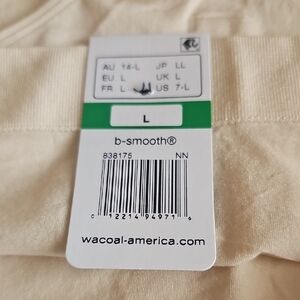 AU 14-L JP LL
EU L UK L
FR L US 7-L
L
b-smooth®
838175 NN
0 12214 94971 6
wacoal-america.com